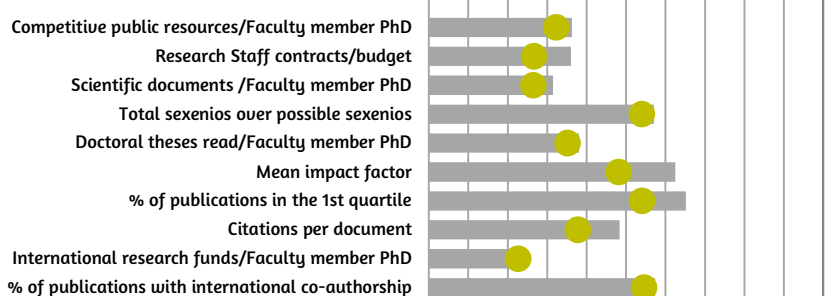 Competitive public resources/Faculty member PhD
Research Staff contracts/budget
Scientific documents /Faculty member PhD
Total sexenios over possible sexenios
Doctoral theses read/Faculty member PhD
Mean impact factor
% of publications in the 1st quartile
Citations per document
International research funds/Faculty member PhD
% of publications with international co-authorship